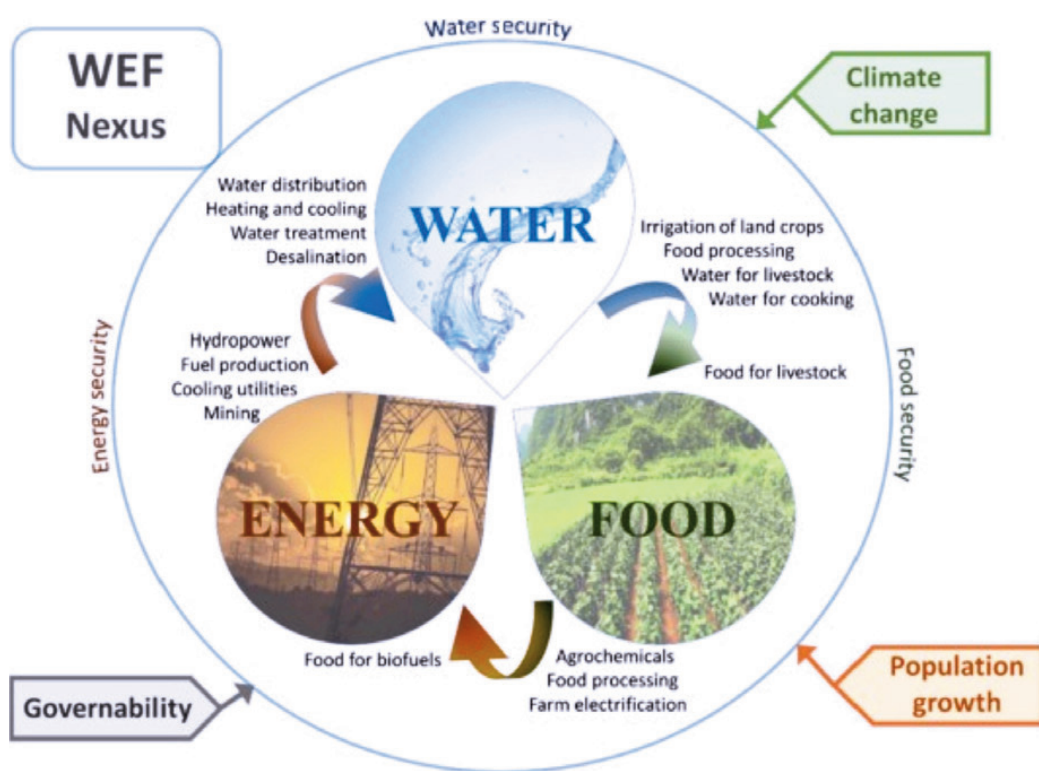 Water security
WEF
Nexus
Climate
change
Water distribution
Heating and cooling
Water treatment
Desalination
WATER
Irrigation of land crops
Food processing
Water for livestock
Water for cooking
Energy security
Hydropower
Fuel production
Cooling utilities
Mining
Food for livestock
Food security
ENERGY
FOOD
Food for biofuels
Agrochemicals
Food processing
Farm electrification
Governability
Population
growth